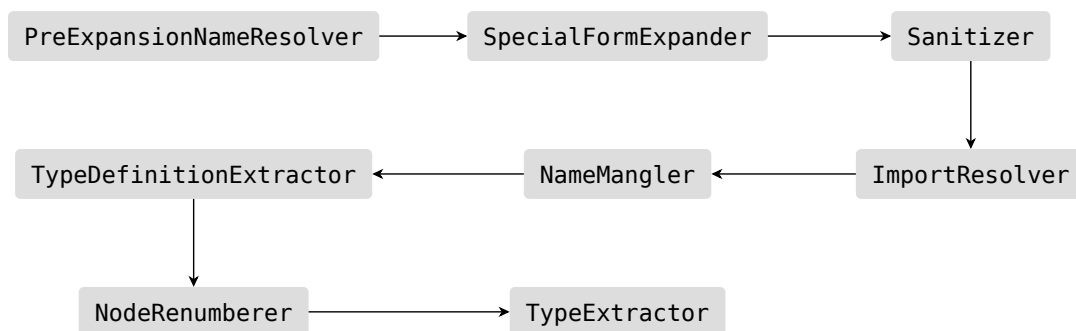 PreExpansionNameResolver SpecialFormExpander Sanitizer
TypeDefinitionExtractor NameMangler ImportResolver
NodeRenumberer TypeExtractor